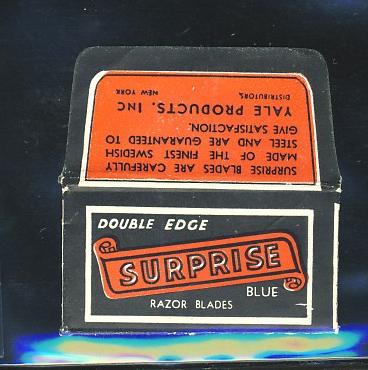 SURPRISE BLADES ARE CAREFULLY
MADE OF THE FINEST SWEDISH
STEEL AND ARE GUARANTEED TO
GIVE SATISFACTION.
YALE PRODUCTS, INC
DISTRIBUTORS, NEW YORK
DOUBLE EDGE
SURPRISE
BLUE
RAZOR BLADES